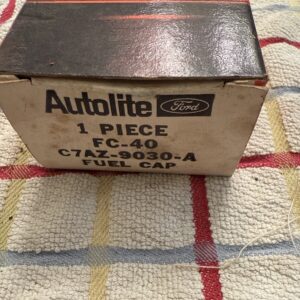 Autolite Ford
1 PIECE
FC-40
C7AZ-9030-A
FUEL CAP